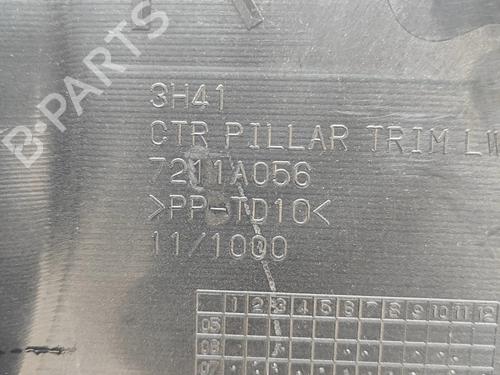 B-PARTS
3H41
CTR PILLAR TRIM LW
7211A056
>PP-TD10<
11/1000
1 2 3 4 5 6 7 8 9 10 11 12
05
06
07